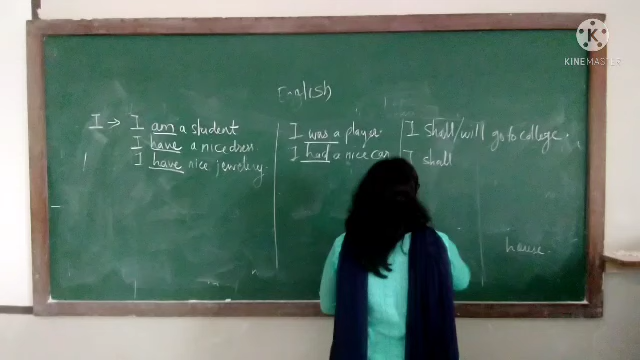 English
I → I am a student
I have a nice dress
I have nice jewelery.
I was a player
I had a nice car
I shall/will go to college.
I shall
house.
K
KINEMASTER